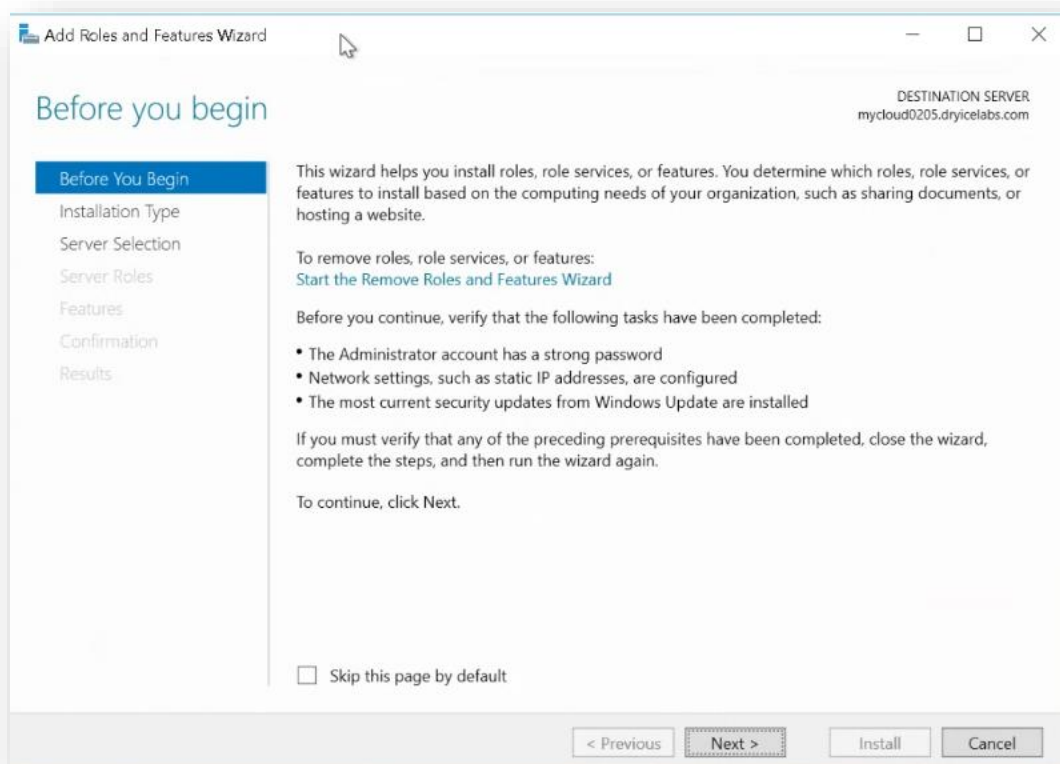 Add Roles and Features Wizard
Before you begin
DESTINATION SERVER
mycloud0205.dryicelabs.com
Before You Begin
Installation Type
Server Selection
Server Roles
Features
Confirmation
Results
This wizard helps you install roles, role services, or features. You determine which roles, role services, or
features to install based on the computing needs of your organization, such as sharing documents, or
hosting a website.
To remove roles, role services, or features:
Start the Remove Roles and Features Wizard
Before you continue, verify that the following tasks have been completed:
• The Administrator account has a strong password
• Network settings, such as static IP addresses, are configured
• The most current security updates from Windows Update are installed
If you must verify that any of the preceding prerequisites have been completed, close the wizard,
complete the steps, and then run the wizard again.
To continue, click Next.
Skip this page by default
< Previous
Next >
Install
Cancel